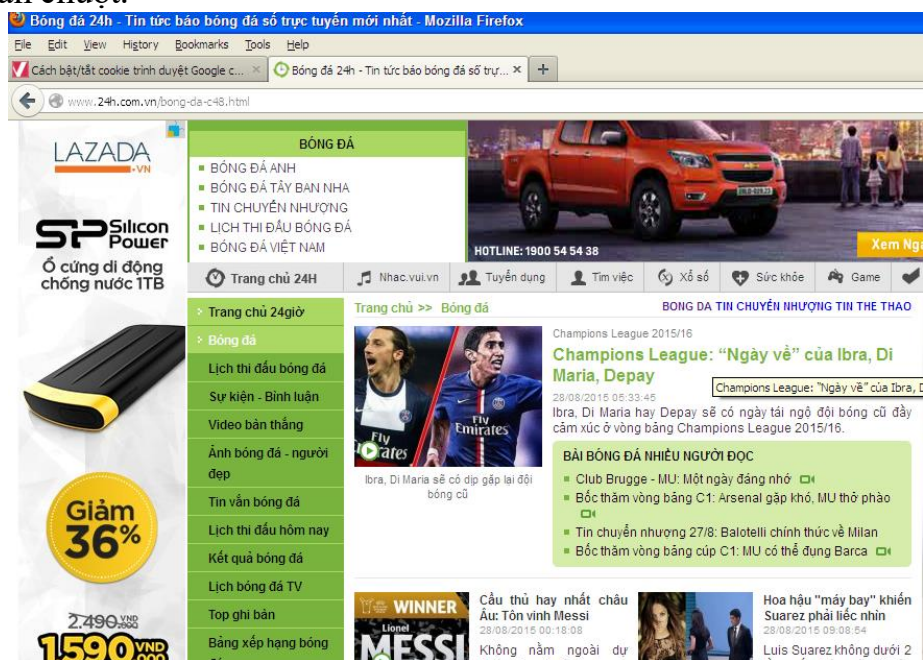 chuột.
Bóng đá 24h - Tin tức báo bóng đá số trực tuyến mới nhất - Mozilla Firefox
File Edit View History Bookmarks Tools Help
Cách bật/tắt cookie trình duyệt Google c... × Bóng đá 24h - Tin tức báo bóng đá số trự... × +
www.24h.com.vn/bong-da-c48.html
LAZADA
.VN
SP Silicon Power
Ổ cứng di động
chống nước 1TB
Giảm
36%
2.490.000 VND
1.590.000 VND
BÓNG ĐÁ
BÓNG ĐÁ ANH
BÓNG ĐÁ TÂY BAN NHA
TIN CHUYỂN NHƯỢNG
LỊCH THI ĐẤU BÓNG ĐÁ
BÓNG ĐÁ VIỆT NAM
HOTLINE: 1900 54 54 38
Xem Nga
Trang chủ 24H Nhac.vui.vn Tuyển dụng Tìm việc Xổ số Sức khỏe Game
Trang chủ 24giờ
Bóng đá
Lịch thi đấu bóng đá
Sự kiện - Bình luận
Video bàn thắng
Ảnh bóng đá - người
đẹp
Tin vắn bóng đá
Lịch thi đấu hôm nay
Kết quả bóng đá
Lịch bóng đá TV
Top ghi bàn
Bảng xếp hạng bóng
Trang chủ >> Bóng đá
BONG DA TIN CHUYỂN NHƯỢNG TIN THE THAO
Fly
Emirates
Fly
Emirates
Ibra, Di Maria sẽ có dịp gặp lại đội
bóng cũ
Champions League 2015/16
Champions League: “Ngày về” của Ibra, Di
Maria, Depay
Champions League: “Ngày về” của Ibra, D
28/08/2015 05:33:45
Ibra, Di Maria hay Depay sẽ có ngày tái ngộ đội bóng cũ đầy
cảm xúc ở vòng bảng Champions League 2015/16.
BÀI BÓNG ĐÁ NHIỀU NGƯỜI ĐỌC
Club Brugge - MU: Một ngày đáng nhớ
Bốc thăm vòng bảng C1: Arsenal gặp khó, MU thở phào
Tin chuyển nhượng 27/8: Balotelli chính thức về Milan
Bốc thăm vòng bảng cúp C1: MU có thể đụng Barca
WINNER
Lionel
MESSI
Cầu thủ hay nhất châu
Âu: Tôn vinh Messi
28/08/2015 00:18:08
Không nằm ngoài dự
Hoa hậu "máy bay" khiến
Suarez phải liếc nhìn
28/08/2015 09:08:54
Luis Suarez không dưới 2